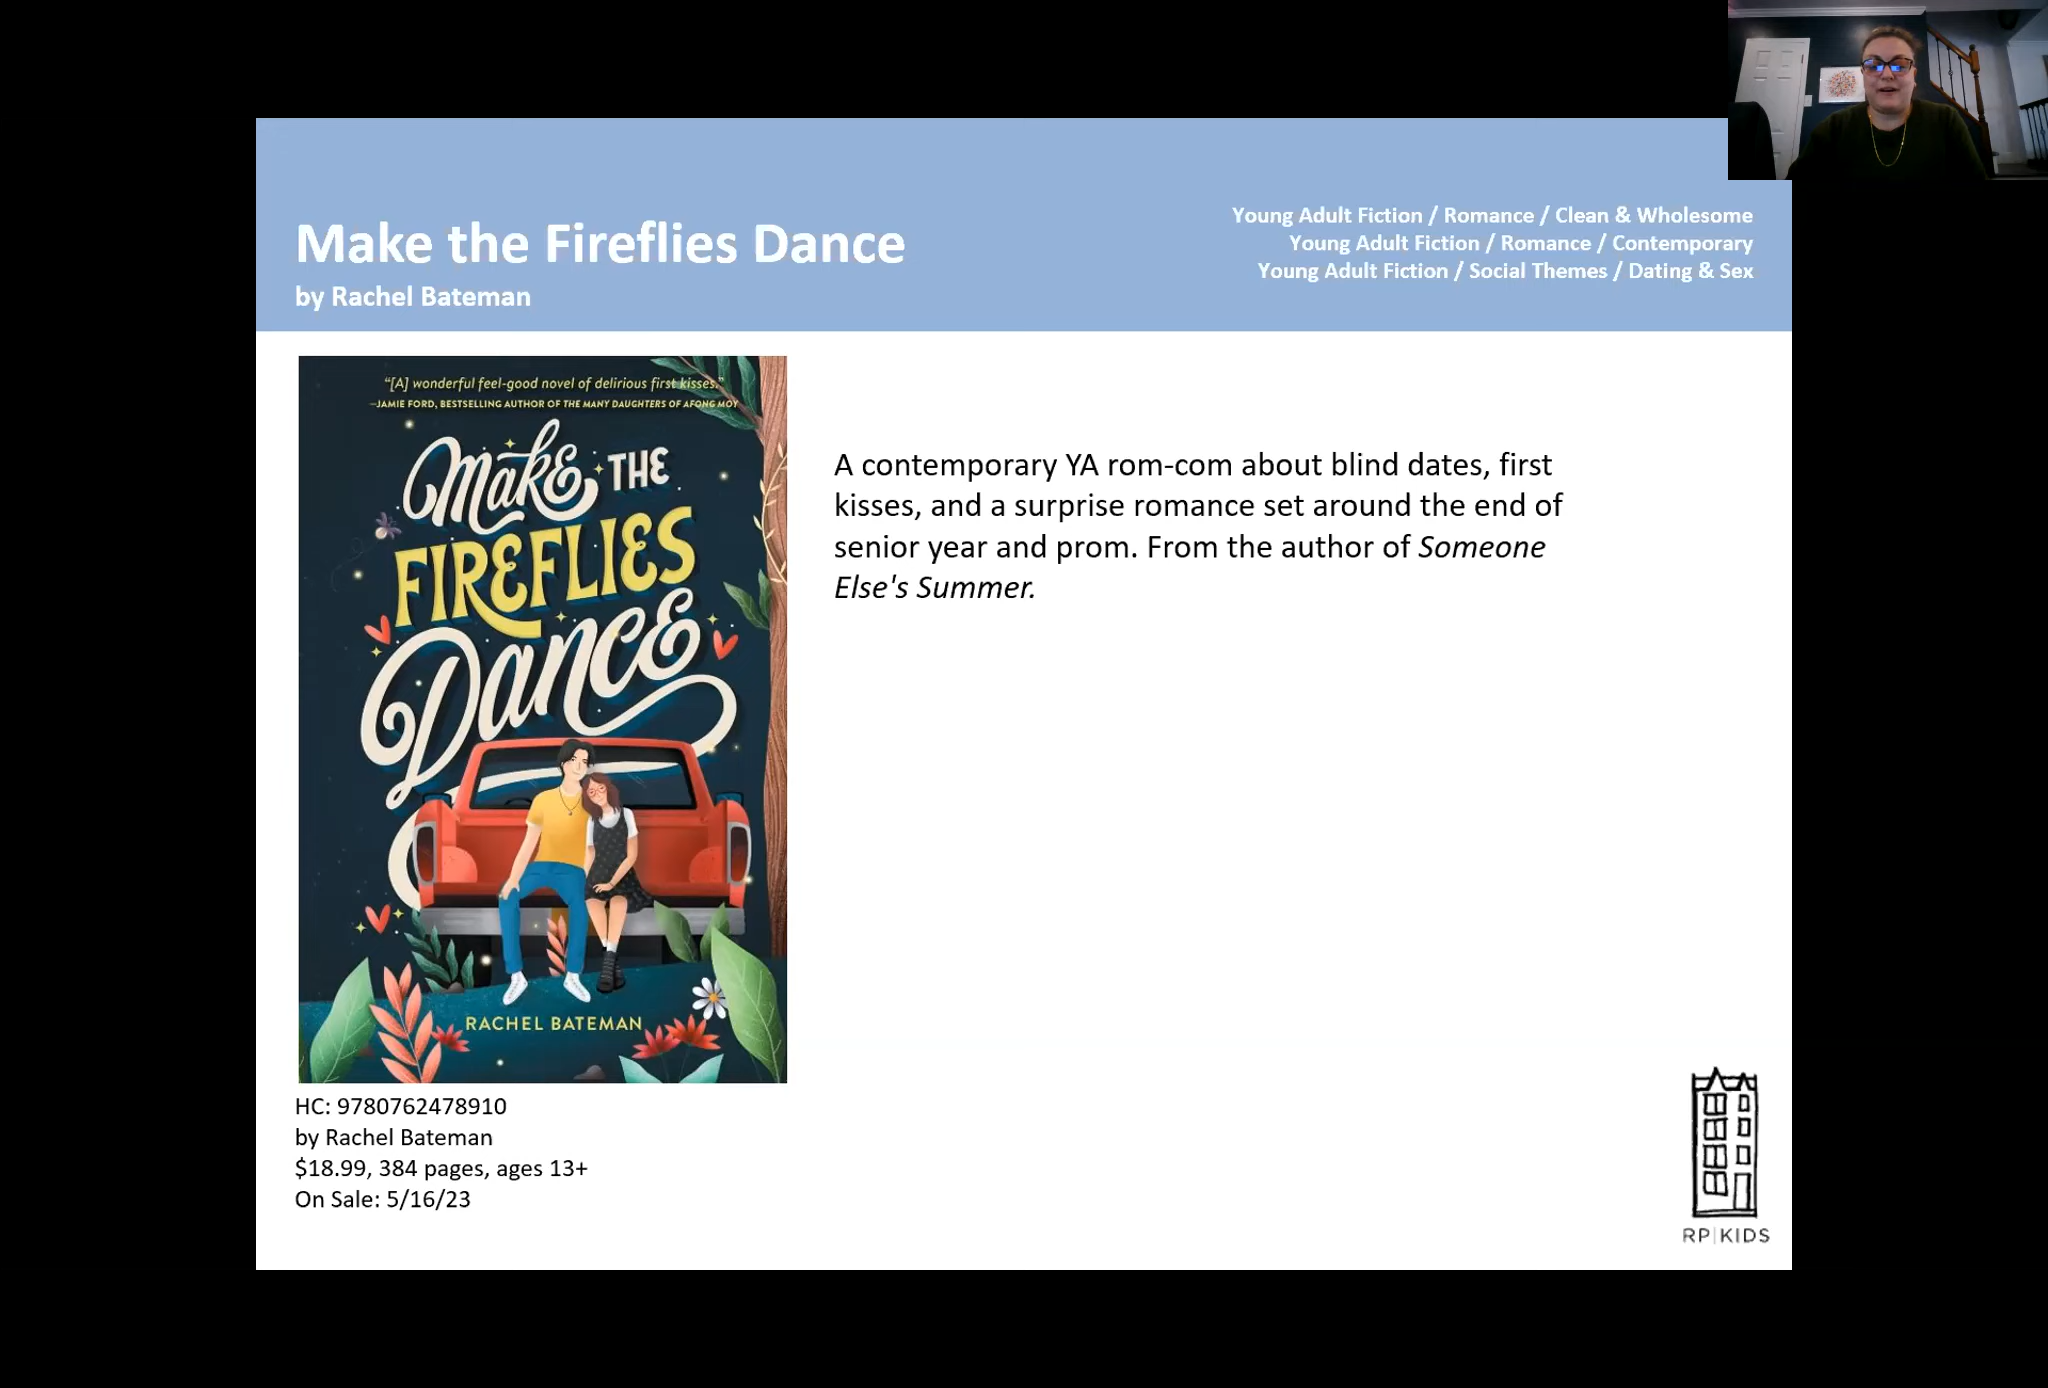 Make the Fireflies Dance
by Rachel Bateman
Young Adult Fiction / Romance / Clean & Wholesome
Young Adult Fiction / Romance / Contemporary
Young Adult Fiction / Social Themes / Dating & Sex
“[A] wonderful feel-good novel of delirious first kisses.”
—JAMIE FORD, BESTSELLING AUTHOR OF THE MANY DAUGHTERS OF AFONG MOY
Make THE
FIREFLIES
Dance
RACHEL BATEMAN
A contemporary YA rom-com about blind dates, first
kisses, and a surprise romance set around the end of
senior year and prom. From the author of Someone
Else's Summer.
HC: 9780762478910
by Rachel Bateman
$18.99, 384 pages, ages 13+
On Sale: 5/16/23
RP|KIDS